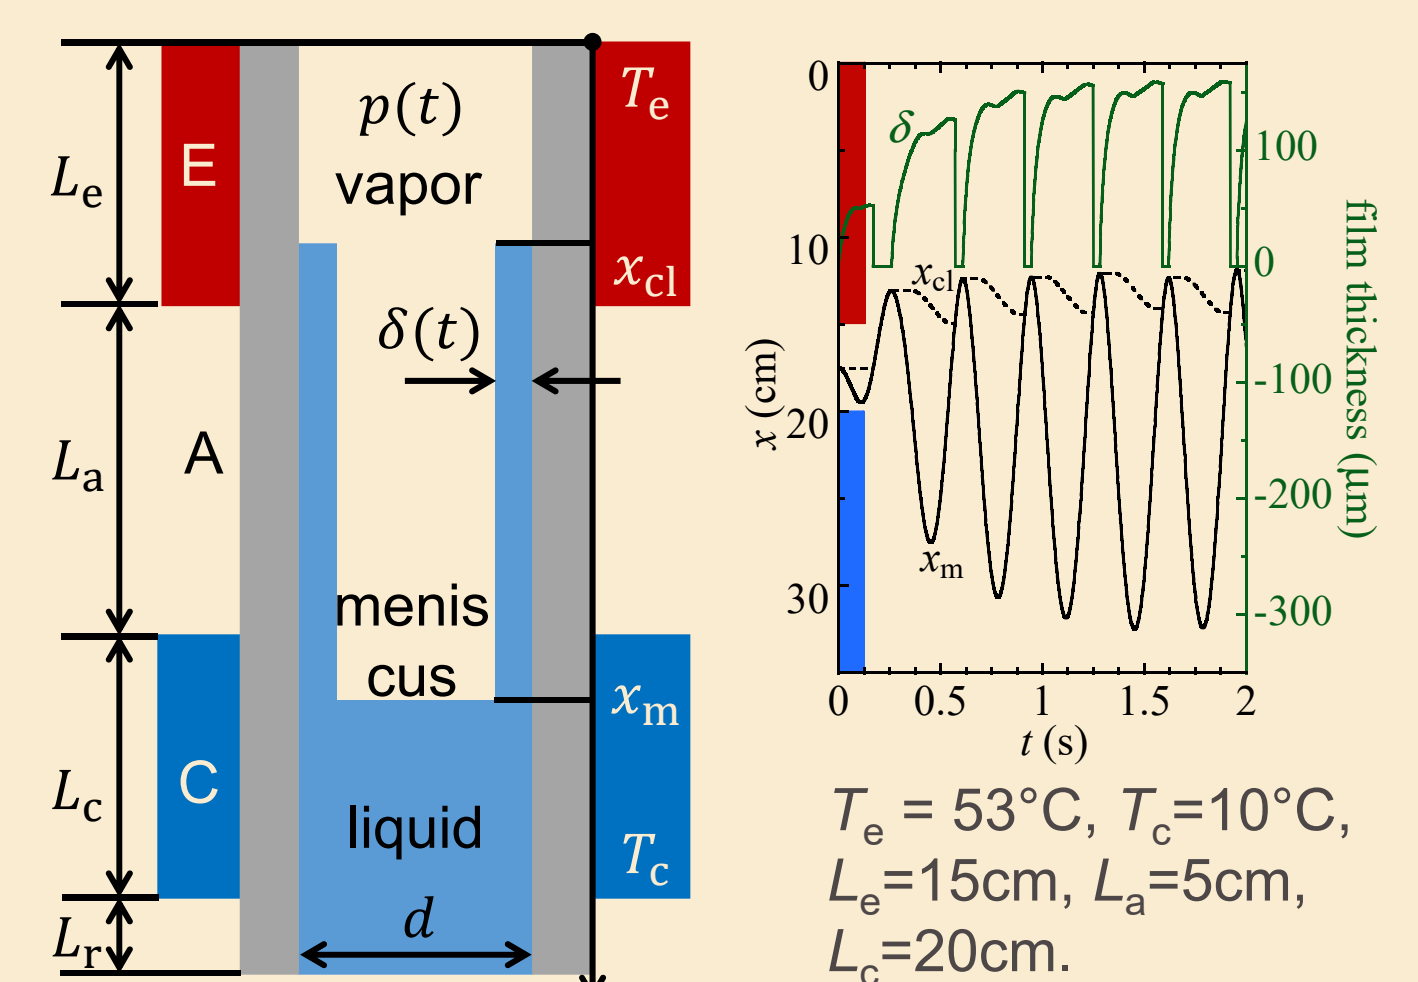 p(t)
vapor
E
L_e
T_e
x_cl
δ(t)
A
L_a
menis
cus
x_m
C
L_c
liquid
T_c
L_r
d
0
10
20
30
x (cm)
δ
x_cl
x_m
100
0
-100
-200
-300
film thickness (μm)
0 0.5 1 1.5 2
t (s)
T_e = 53°C, T_c=10°C,
L_e=15cm, L_a=5cm,
L_c=20cm.